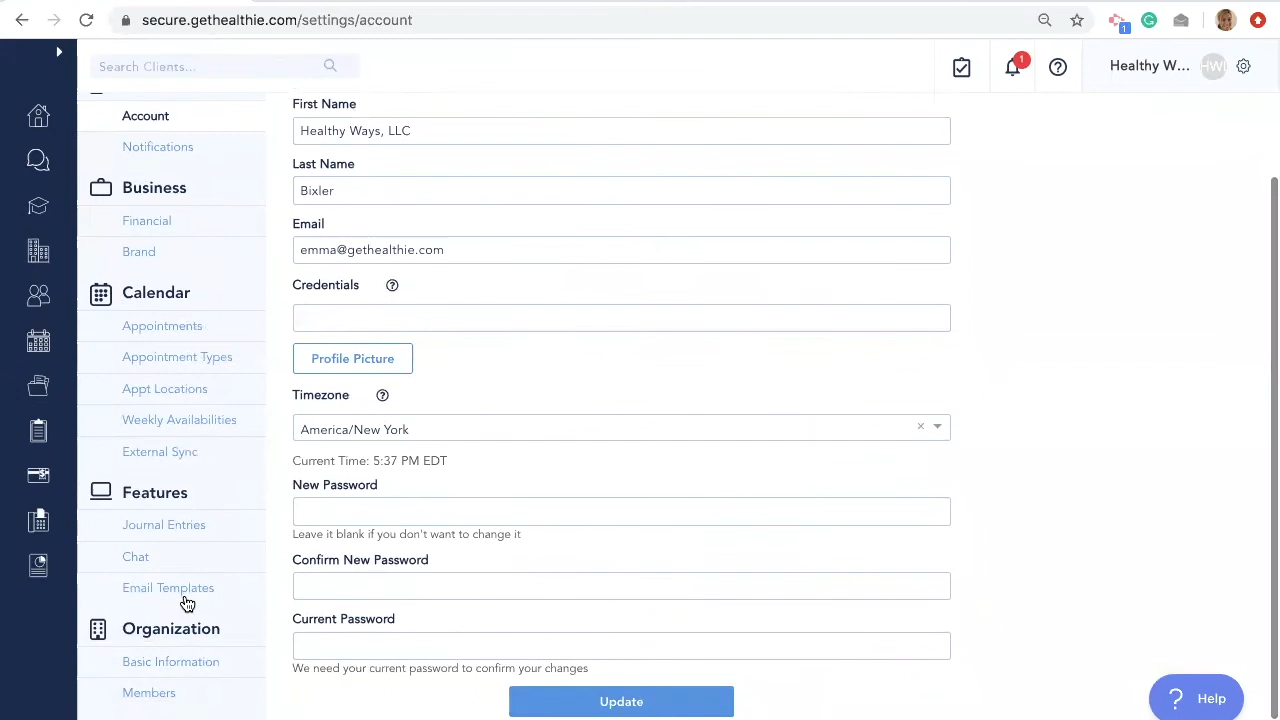 secure.gethealthie.com/settings/account
1
Search Clients...
1
Healthy W...
HWL
Account
Notifications
Business
Financial
Brand
Calendar
Appointments
Appointment Types
Appt Locations
Weekly Availabilities
External Sync
Features
Journal Entries
Chat
Email Templates
Organization
Basic Information
Members
First Name
Healthy Ways, LLC
Last Name
Bixler
Email
emma@gethealthie.com
Credentials
Profile Picture
Timezone
America/New York
Current Time: 5:37 PM EDT
New Password
Leave it blank if you don't want to change it
Confirm New Password
Current Password
We need your current password to confirm your changes
Update
Help